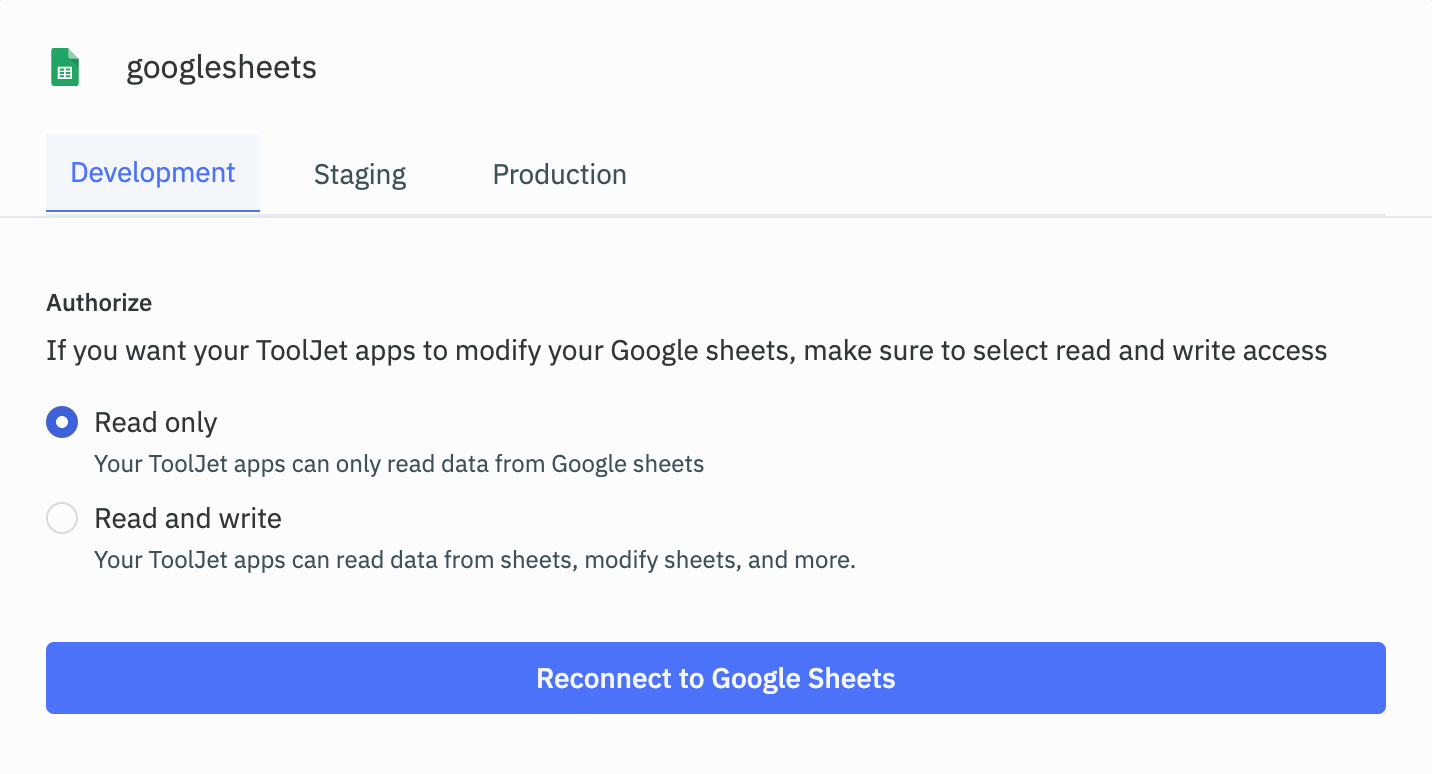 googlesheets
Development Staging Production
Authorize
If you want your ToolJet apps to modify your Google sheets, make sure to select read and write access
Read only
Your ToolJet apps can only read data from Google sheets
Read and write
Your ToolJet apps can read data from sheets, modify sheets, and more.
Reconnect to Google Sheets